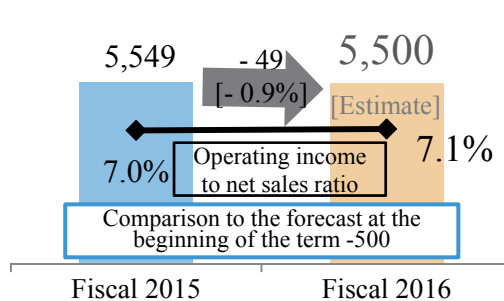 5,549
- 49
[- 0.9%]
5,500
[Estimate]
7.0%
Operating income
to net sales ratio
7.1%
Comparison to the forecast at the
beginning of the term -500
Fiscal 2015
Fiscal 2016